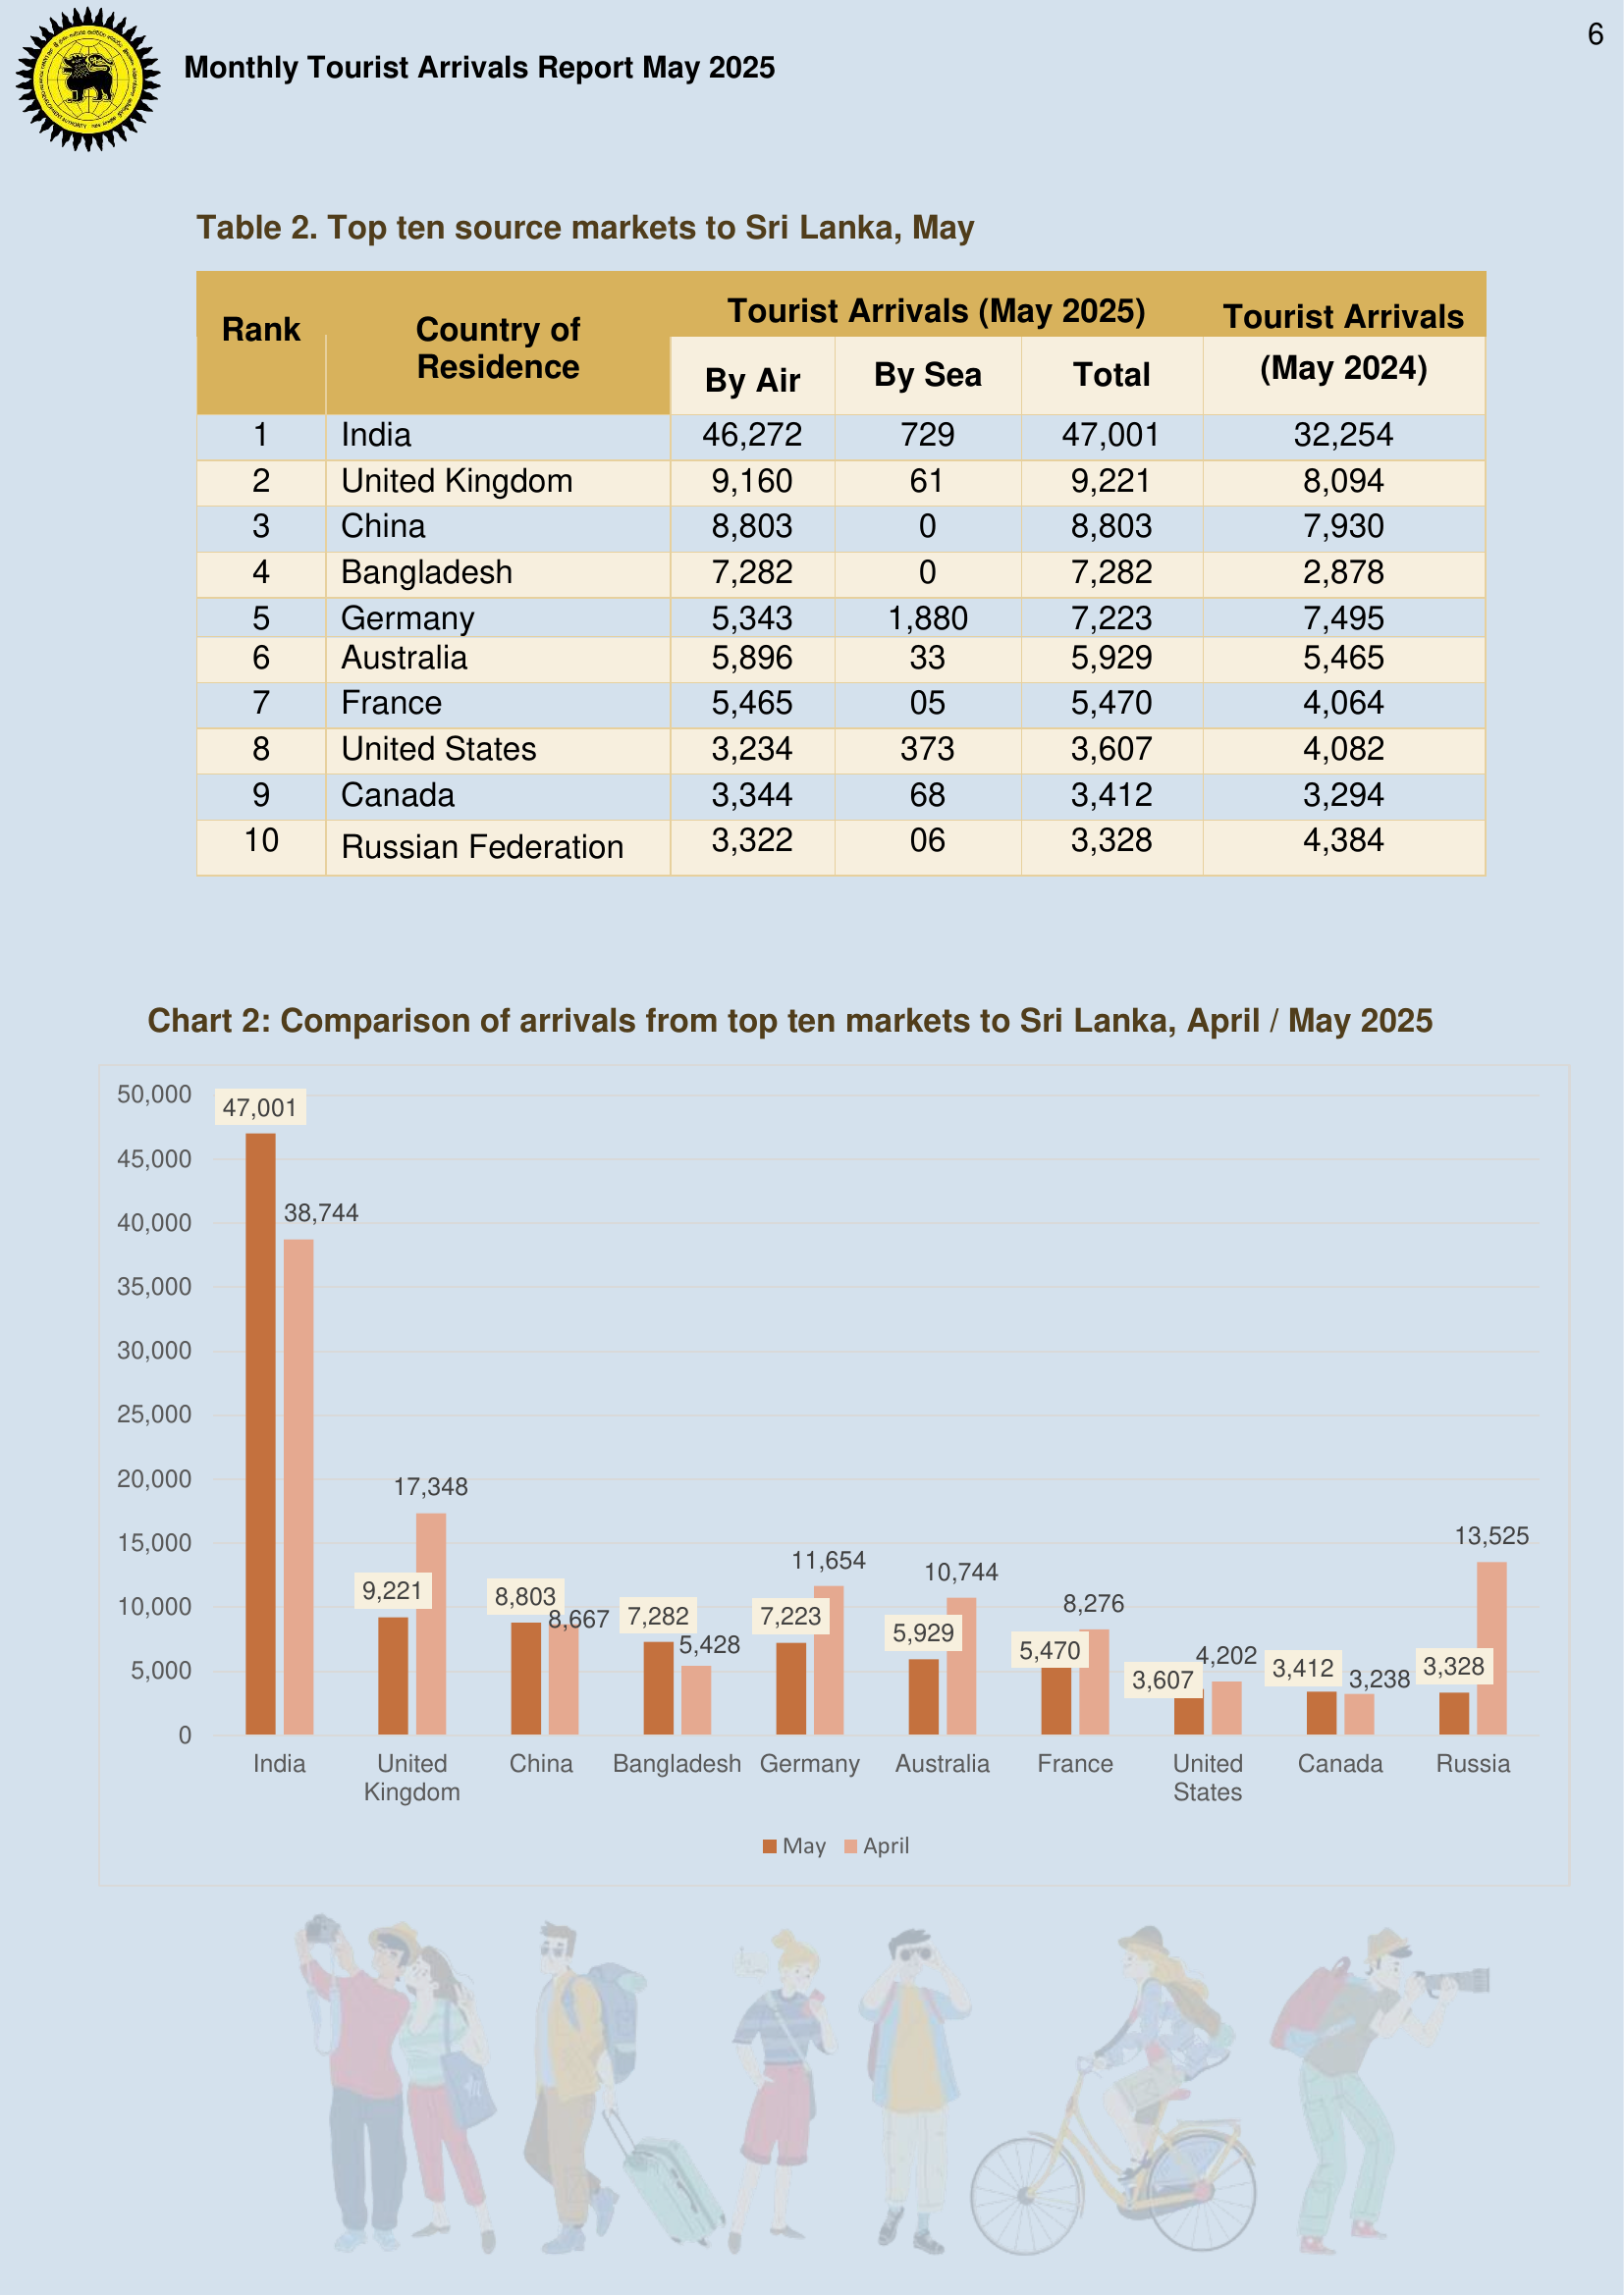 6
Monthly Tourist Arrivals Report May 2025
Table 2. Top ten source markets to Sri Lanka, May
Rank Country of Residence Tourist Arrivals (May 2025) Tourist Arrivals (May 2024)
By Air By Sea Total
1 India 46,272 729 47,001 32,254
2 United Kingdom 9,160 61 9,221 8,094
3 China 8,803 0 8,803 7,930
4 Bangladesh 7,282 0 7,282 2,878
5 Germany 5,343 1,880 7,223 7,495
6 Australia 5,896 33 5,929 5,465
7 France 5,465 05 5,470 4,064
8 United States 3,234 373 3,607 4,082
9 Canada 3,344 68 3,412 3,294
10 Russian Federation 3,322 06 3,328 4,384
Chart 2: Comparison of arrivals from top ten markets to Sri Lanka, April / May 2025
50,000
45,000
40,000
35,000
30,000
25,000
20,000
15,000
10,000
5,000
0
47,001 38,744
9,221 17,348
8,803 8,667
7,282 5,428
7,223 11,654
5,929 10,744
5,470 8,276
3,607 4,202
3,412 3,238
3,328 13,525
India United Kingdom China Bangladesh Germany Australia France United States Canada Russia
May April